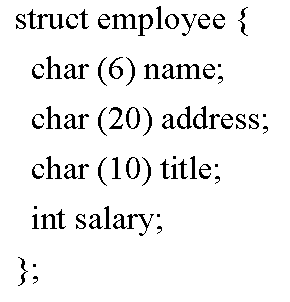 struct employee {
char (6) name;
char (20) address;
char (10) title;
int salary;
};